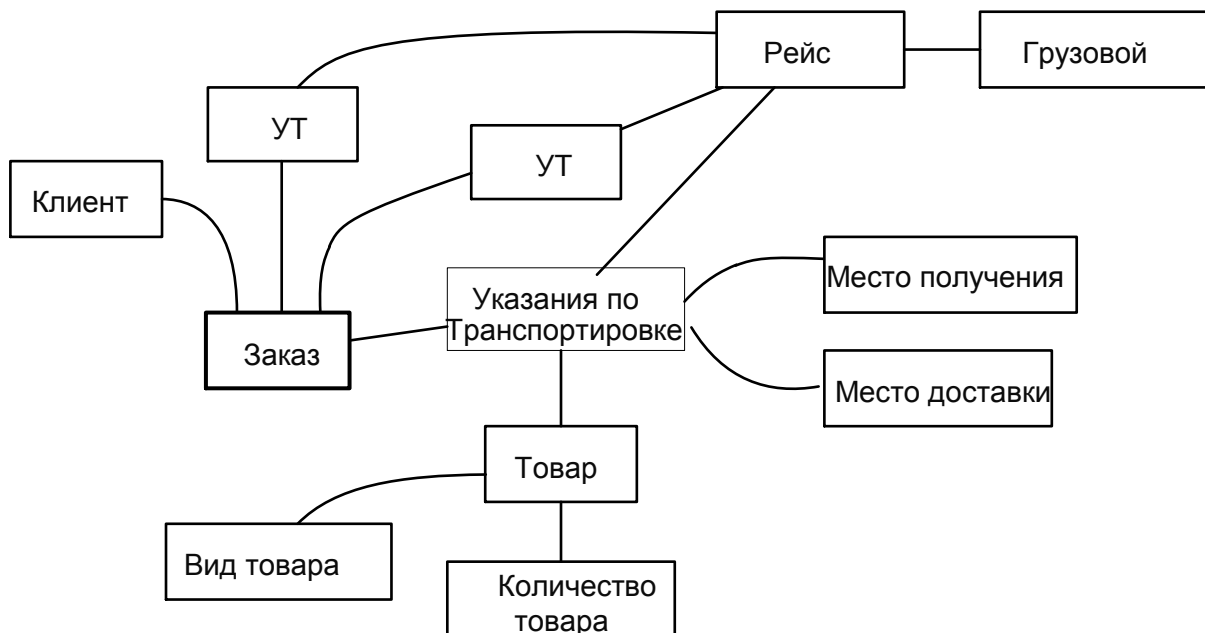 Рейс
Грузовой
УТ
УТ
Клиент
Указания по
Транспортировке
Место получения
Заказ
Место доставки
Товар
Вид товара
Количество
товара